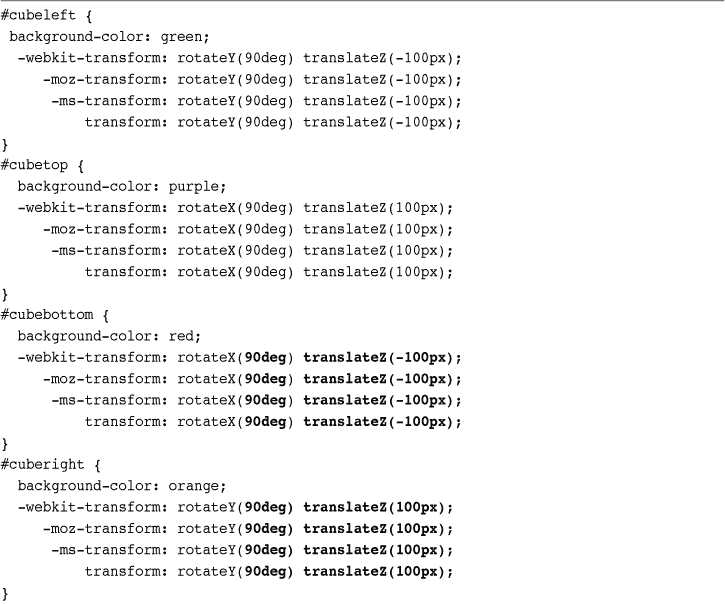 #cubeleft {
 background-color: green;
  -webkit-transform: rotateY(90deg) translateZ(-100px);
     -moz-transform: rotateY(90deg) translateZ(-100px);
      -ms-transform: rotateY(90deg) translateZ(-100px);
          transform: rotateY(90deg) translateZ(-100px);
}
#cubetop {
  background-color: purple;
  -webkit-transform: rotateX(90deg) translateZ(100px);
     -moz-transform: rotateX(90deg) translateZ(100px);
      -ms-transform: rotateX(90deg) translateZ(100px);
          transform: rotateX(90deg) translateZ(100px);
}
#cubebottom {
  background-color: red;
  -webkit-transform: rotateX(90deg) translateZ(-100px);
     -moz-transform: rotateX(90deg) translateZ(-100px);
      -ms-transform: rotateX(90deg) translateZ(-100px);
          transform: rotateX(90deg) translateZ(-100px);
}
#cuberight {
  background-color: orange;
  -webkit-transform: rotateY(90deg) translateZ(100px);
     -moz-transform: rotateY(90deg) translateZ(100px);
      -ms-transform: rotateY(90deg) translateZ(100px);
          transform: rotateY(90deg) translateZ(100px);
}